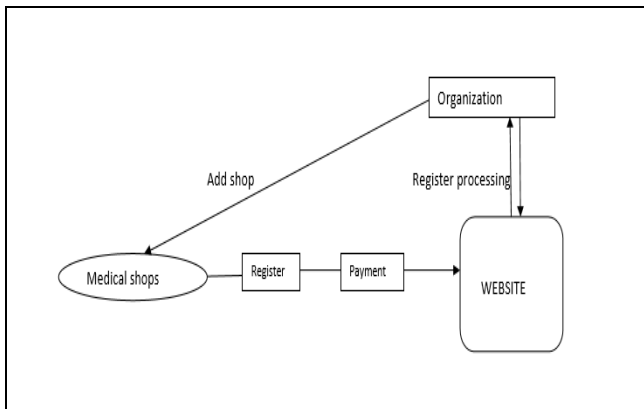 Organization
Add shop
Register processing
Medical shops
Register
Payment
WEBSITE